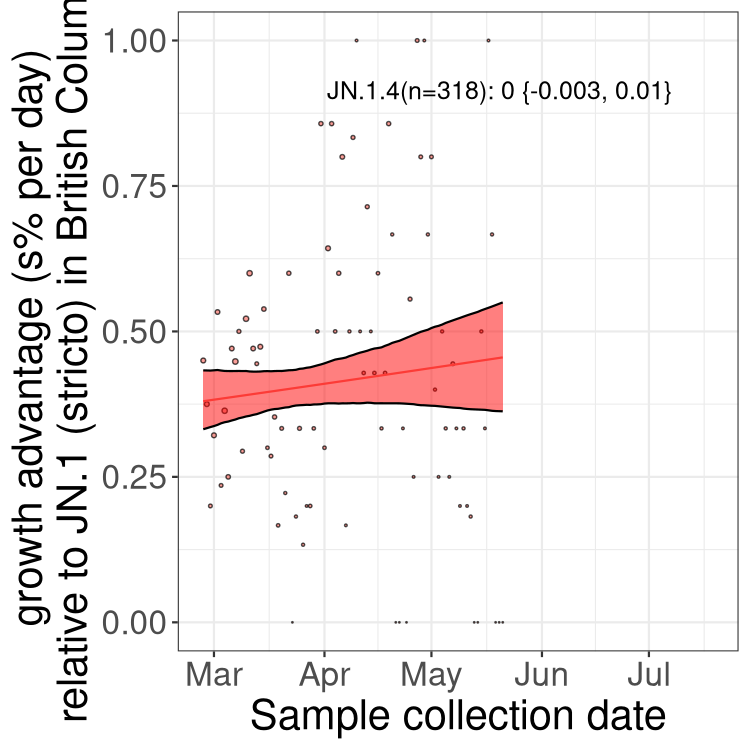 growth advantage (s% per day)
relative to JN.1 (stricto) in British Colum
1.00
0.75
0.50
0.25
0.00
JN.1.4(n=318): 0 {-0.003, 0.01}
Mar Apr May Jun Jul
Sample collection date